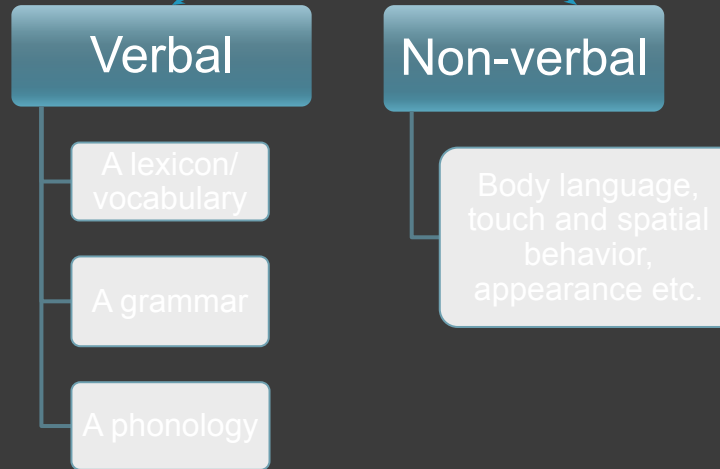 Verbal
A lexicon/
vocabulary
A grammar
A phonology
Non-verbal
Body language,
touch and spatial
behavior,
appearance etc.